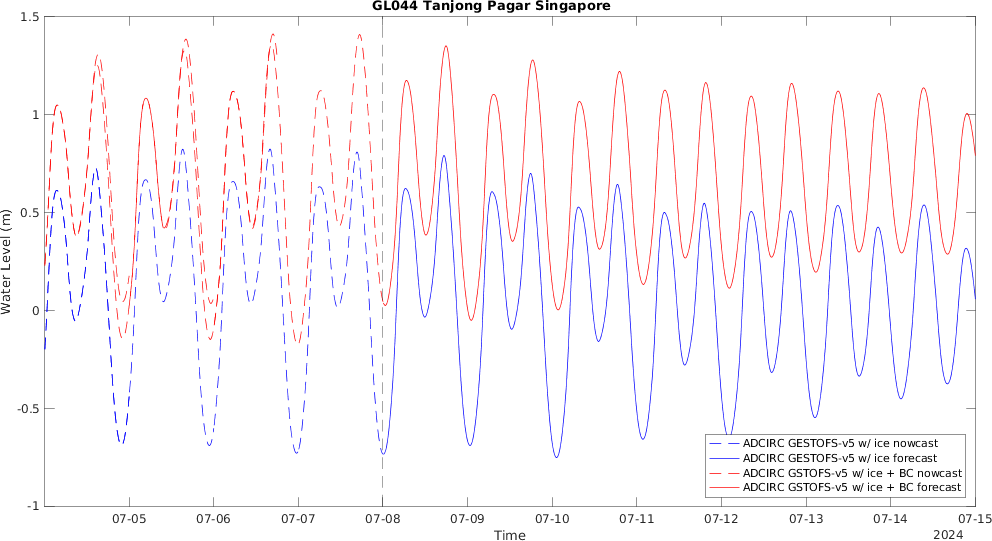 GL044 Tanjong Pagar Singapore
1.5
1
0.5
0
-0.5
-1
Water Level (m)
07-05 07-06 07-07 07-08 07-09 07-10 07-11 07-12 07-13 07-14 07-15
Time
2024
ADCIRC GESTOFS-v5 w/ ice nowcast
ADCIRC GESTOFS-v5 w/ ice forecast
ADCIRC GSTOFS-v5 w/ ice + BC nowcast
ADCIRC GSTOFS-v5 w/ ice + BC forecast